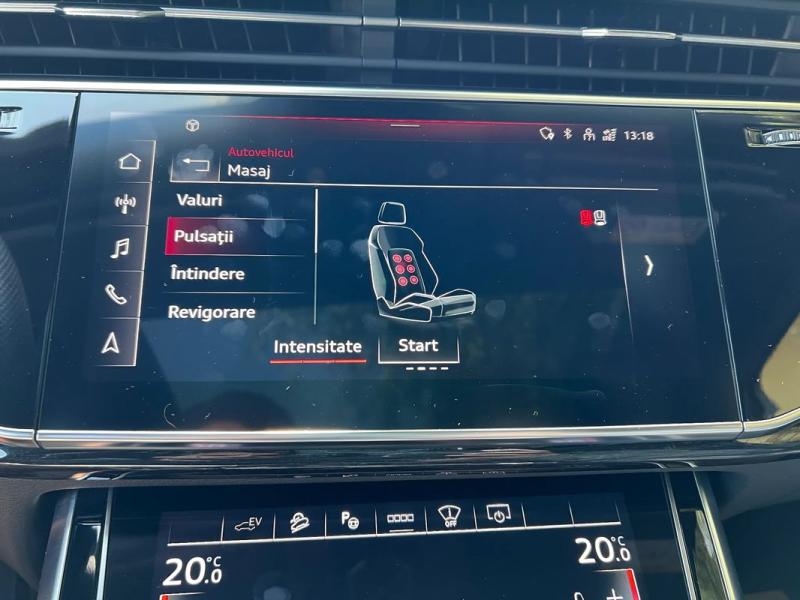 13:18
Autovehicul
Masaj
Valuri
Pulsații
Întindere
Revigorare
Intensitate
Start
EV
OFF
20.0°C
20.0°C